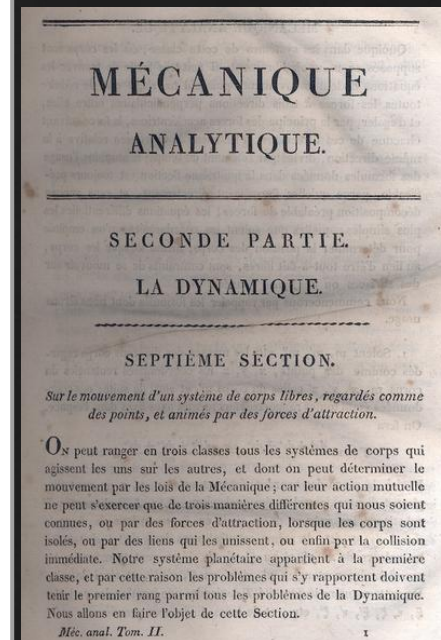 MÉCANIQUE
ANALYTIQUE.
SECONDE PARTIE.
LA DYNAMIQUE.
SEPTIÈME SECTION.
Sur le mouvement d'un système de corps libres, regardés comme
des points, et animés par des forces d'attraction.
ON peut ranger en trois classes tous les systèmes de corps qui
agissent les uns sur les autres, et dont on peut déterminer le
mouvement par les lois de la Mécanique ; car leur action mutuelle
ne peut s'exercer que de trois manières différentes qui nous soient
connues, ou par des forces d'attraction, lorsque les corps sont
isolés, ou par des liens qui les unissent, ou enfin par la collision
immédiate. Notre système planétaire appartient à la première
classe, et par cette raison les problèmes qui s'y rapportent doivent
tenir le premier rang parmi tous les problèmes de la Dynamique.
Nous allons en faire l'objet de cette Section.
Méc. anal. Tom. II. 1